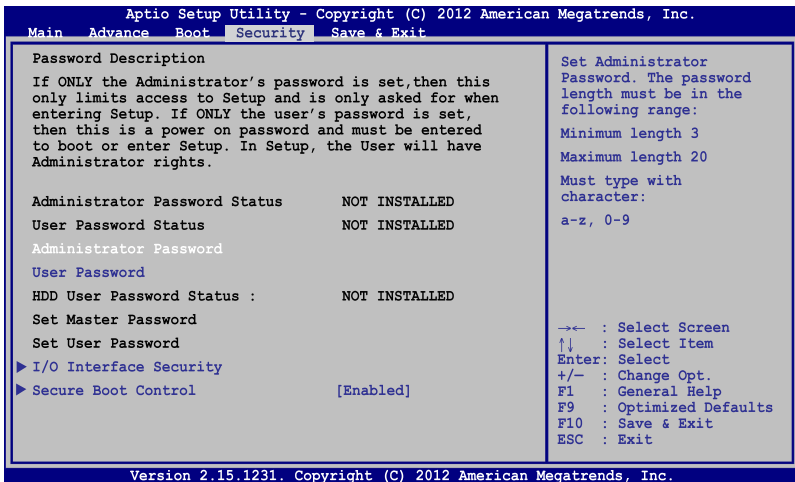 Aptio Setup Utility - Copyright (C) 2012 American Megatrends, Inc.
Main Advance Boot Security Save & Exit
Password Description
If ONLY the Administrator's password is set,then this
only limits access to Setup and is only asked for when
entering Setup. If ONLY the user's password is set,
then this is a power on password and must be entered
to boot or enter Setup. In Setup, the User will have
Administrator rights.
Administrator Password Status NOT INSTALLED
User Password Status NOT INSTALLED
Administrator Password
User Password
HDD User Password Status : NOT INSTALLED
Set Master Password
Set User Password
▶ I/O Interface Security
▶ Secure Boot Control [Enabled]
Set Administrator
Password. The password
length must be in the
following range:
Minimum length 3
Maximum length 20
Must type with
character:
a-z, 0-9
→← : Select Screen
↑↓ : Select Item
Enter: Select
+/— : Change Opt.
F1 : General Help
F9 : Optimized Defaults
F10 : Save & Exit
ESC : Exit
Version 2.15.1231. Copyright (C) 2012 American Megatrends, Inc.